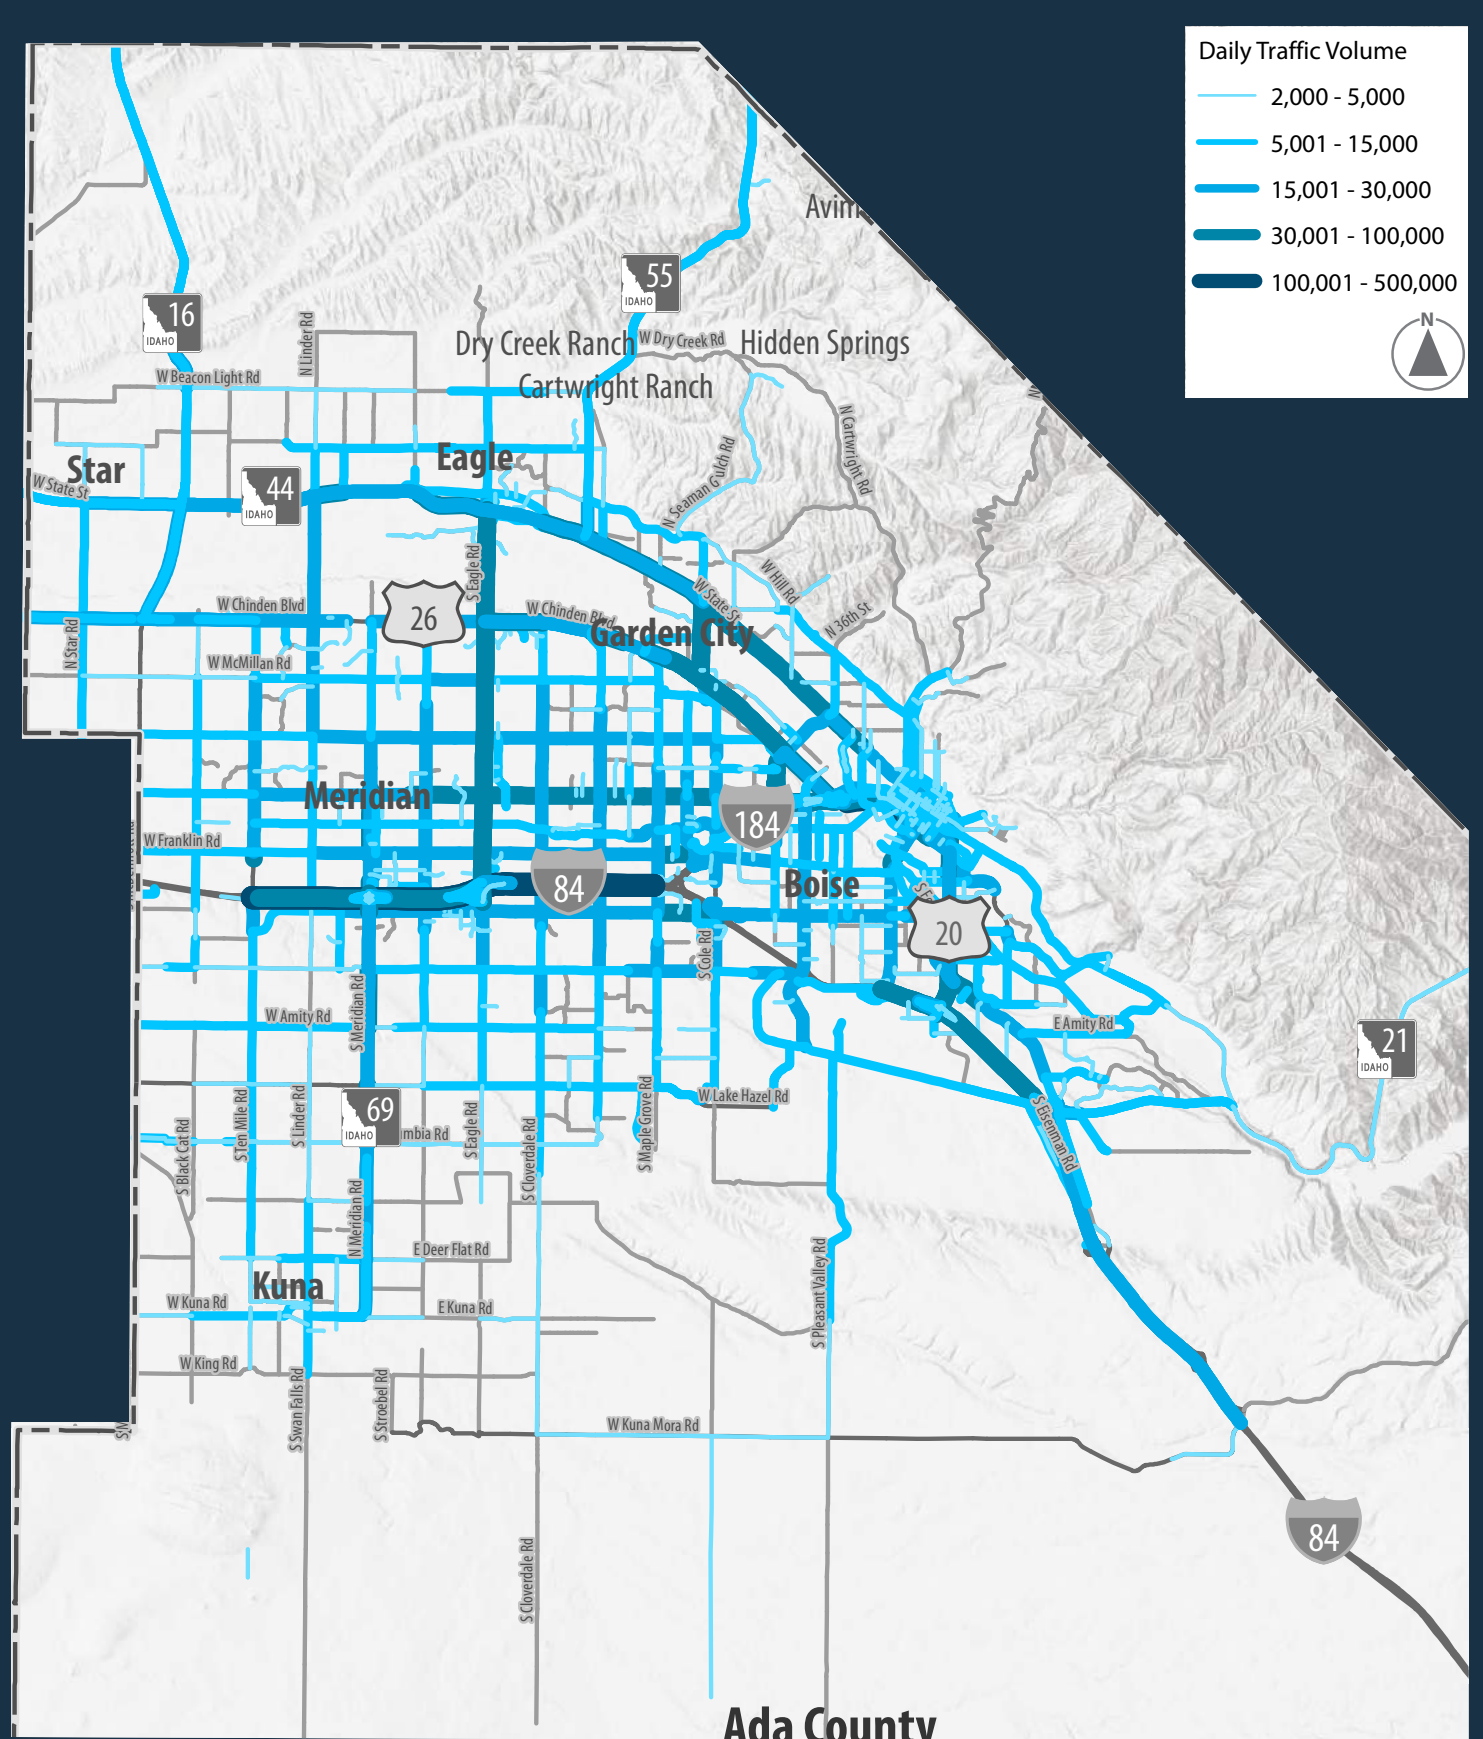 Daily Traffic Volume
2,000 - 5,000
5,001 - 15,000
15,001 - 30,000
30,001 - 100,000
100,001 - 500,000
N
Avim
55
IDAHO
16
IDAHO
N Linder Rd
Dry Creek Ranch
W Dry Creek Rd
Hidden Springs
W Beacon Light Rd
Cartwright Ranch
N
N Cartwright Rd
Eagle
Star
W State St
44
IDAHO
N Seaman Gulch Rd
S Eagle Rd
W Hill Rd
W State St
W Chinden Blvd
26
W Chinden Blvd
N 36th St
Garden City
N Star Rd
W McMillan Rd
Meridian
184
W Franklin Rd
84
Boise
20
S Cole Rd
S Meridian Rd
W Amity Rd
E Amity Rd
21
IDAHO
69
IDAHO
W Lake Hazel Rd
S Black Cat Rd
S Ten Mile Rd
S Linder Rd
mbia Rd
S Eagle Rd
S Cloverdale Rd
S Maple Grove Rd
S Eisenman Rd
N Meridian Rd
E Deer Flat Rd
S Pleasant Valley Rd
Kuna
W Kuna Rd
E Kuna Rd
W King Rd
S Swan Falls Rd
S Stroebel Rd
W Kuna Mora Rd
S Cloverdale Rd
84
Ada County